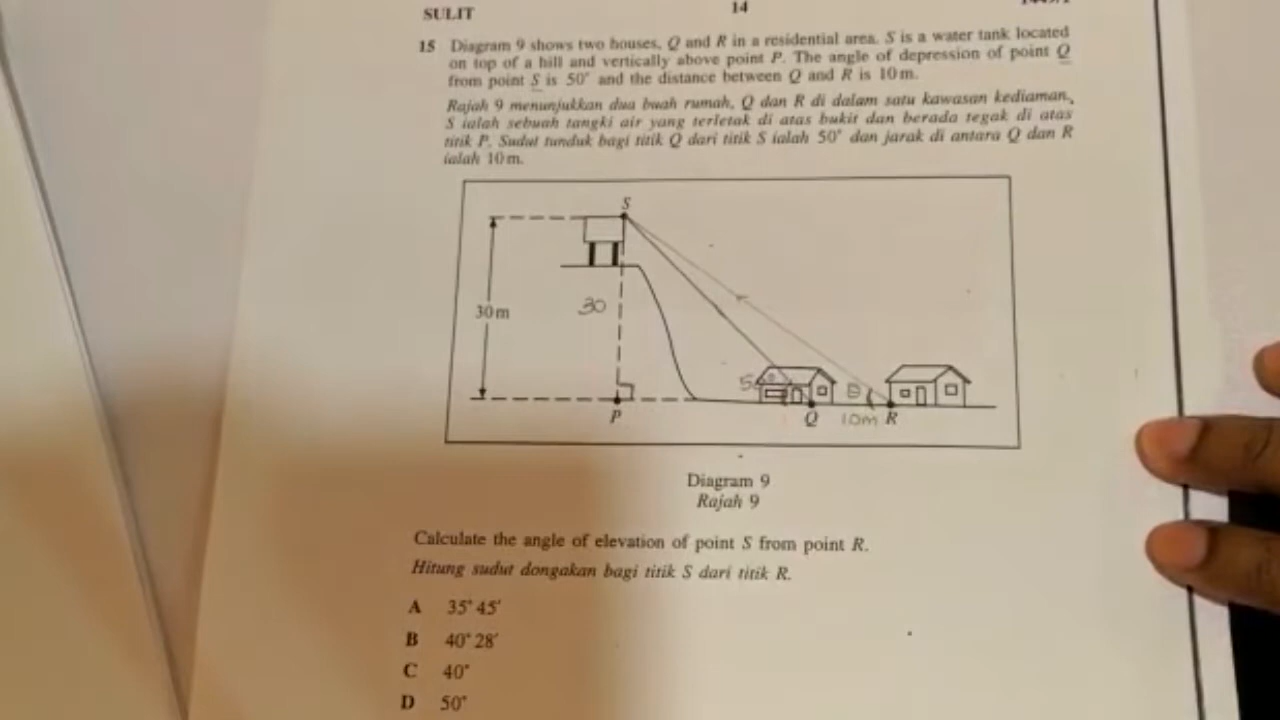 SULIT 14
15 Diagram 9 shows two houses, Q and R in a residential area. S is a water tank located
on top of a hill and vertically above point P. The angle of depression of point Q
from point S is 50° and the distance between Q and R is 10 m.
Rajah 9 menunjukkan dua buah rumah, Q dan R di dalam satu kawasan kediaman,
S ialah sebuah tangki air yang terletak di atas bukit dan berada tegak di atas
titik P. Sudut tunduk bagi titik Q dari titik S ialah 50° dan jarak di antara Q dan R
ialah 10 m.
S
30
30 m
θ
P
Q 10m R
Diagram 9
Rajah 9
Calculate the angle of elevation of point S from point R.
Hitung sudut dongakan bagi titik S dari titik R.
A 35° 45′
B 40° 28′
C 40°
D 50°